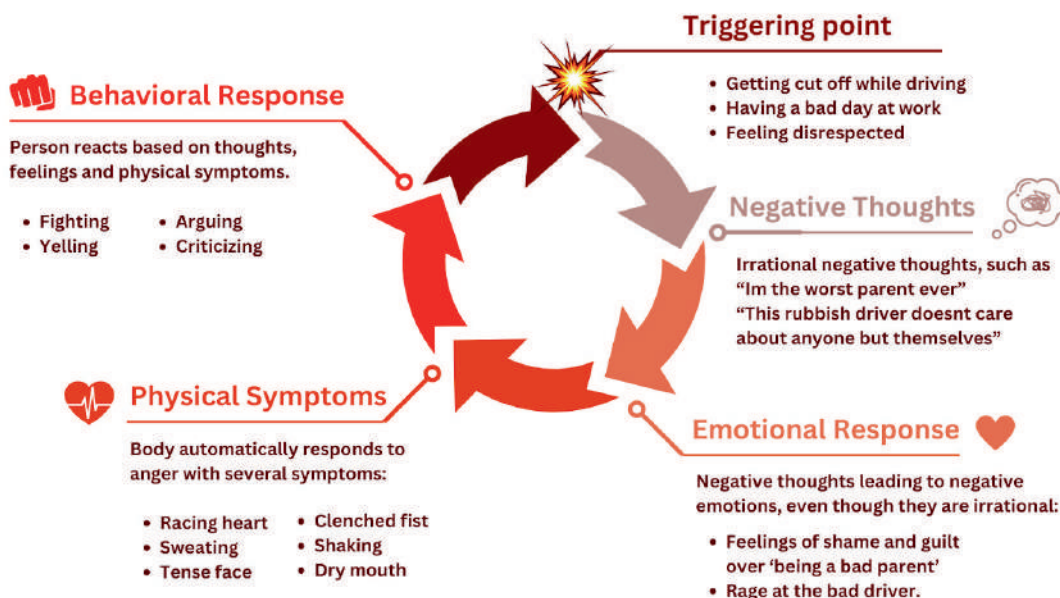 Triggering point
• Getting cut off while driving
• Having a bad day at work
• Feeling disrespected
Negative Thoughts
Irrational negative thoughts, such as
“Im the worst parent ever”
“This rubbish driver doesnt care
about anyone but themselves”
Emotional Response
Negative thoughts leading to negative
emotions, even though they are irrational:
• Feelings of shame and guilt
over ‘being a bad parent’
• Rage at the bad driver.
Physical Symptoms
Body automatically responds to
anger with several symptoms:
• Racing heart
• Sweating
• Tense face
• Clenched fist
• Shaking
• Dry mouth
Behavioral Response
Person reacts based on thoughts,
feelings and physical symptoms.
• Fighting
• Yelling
• Arguing
• Criticizing